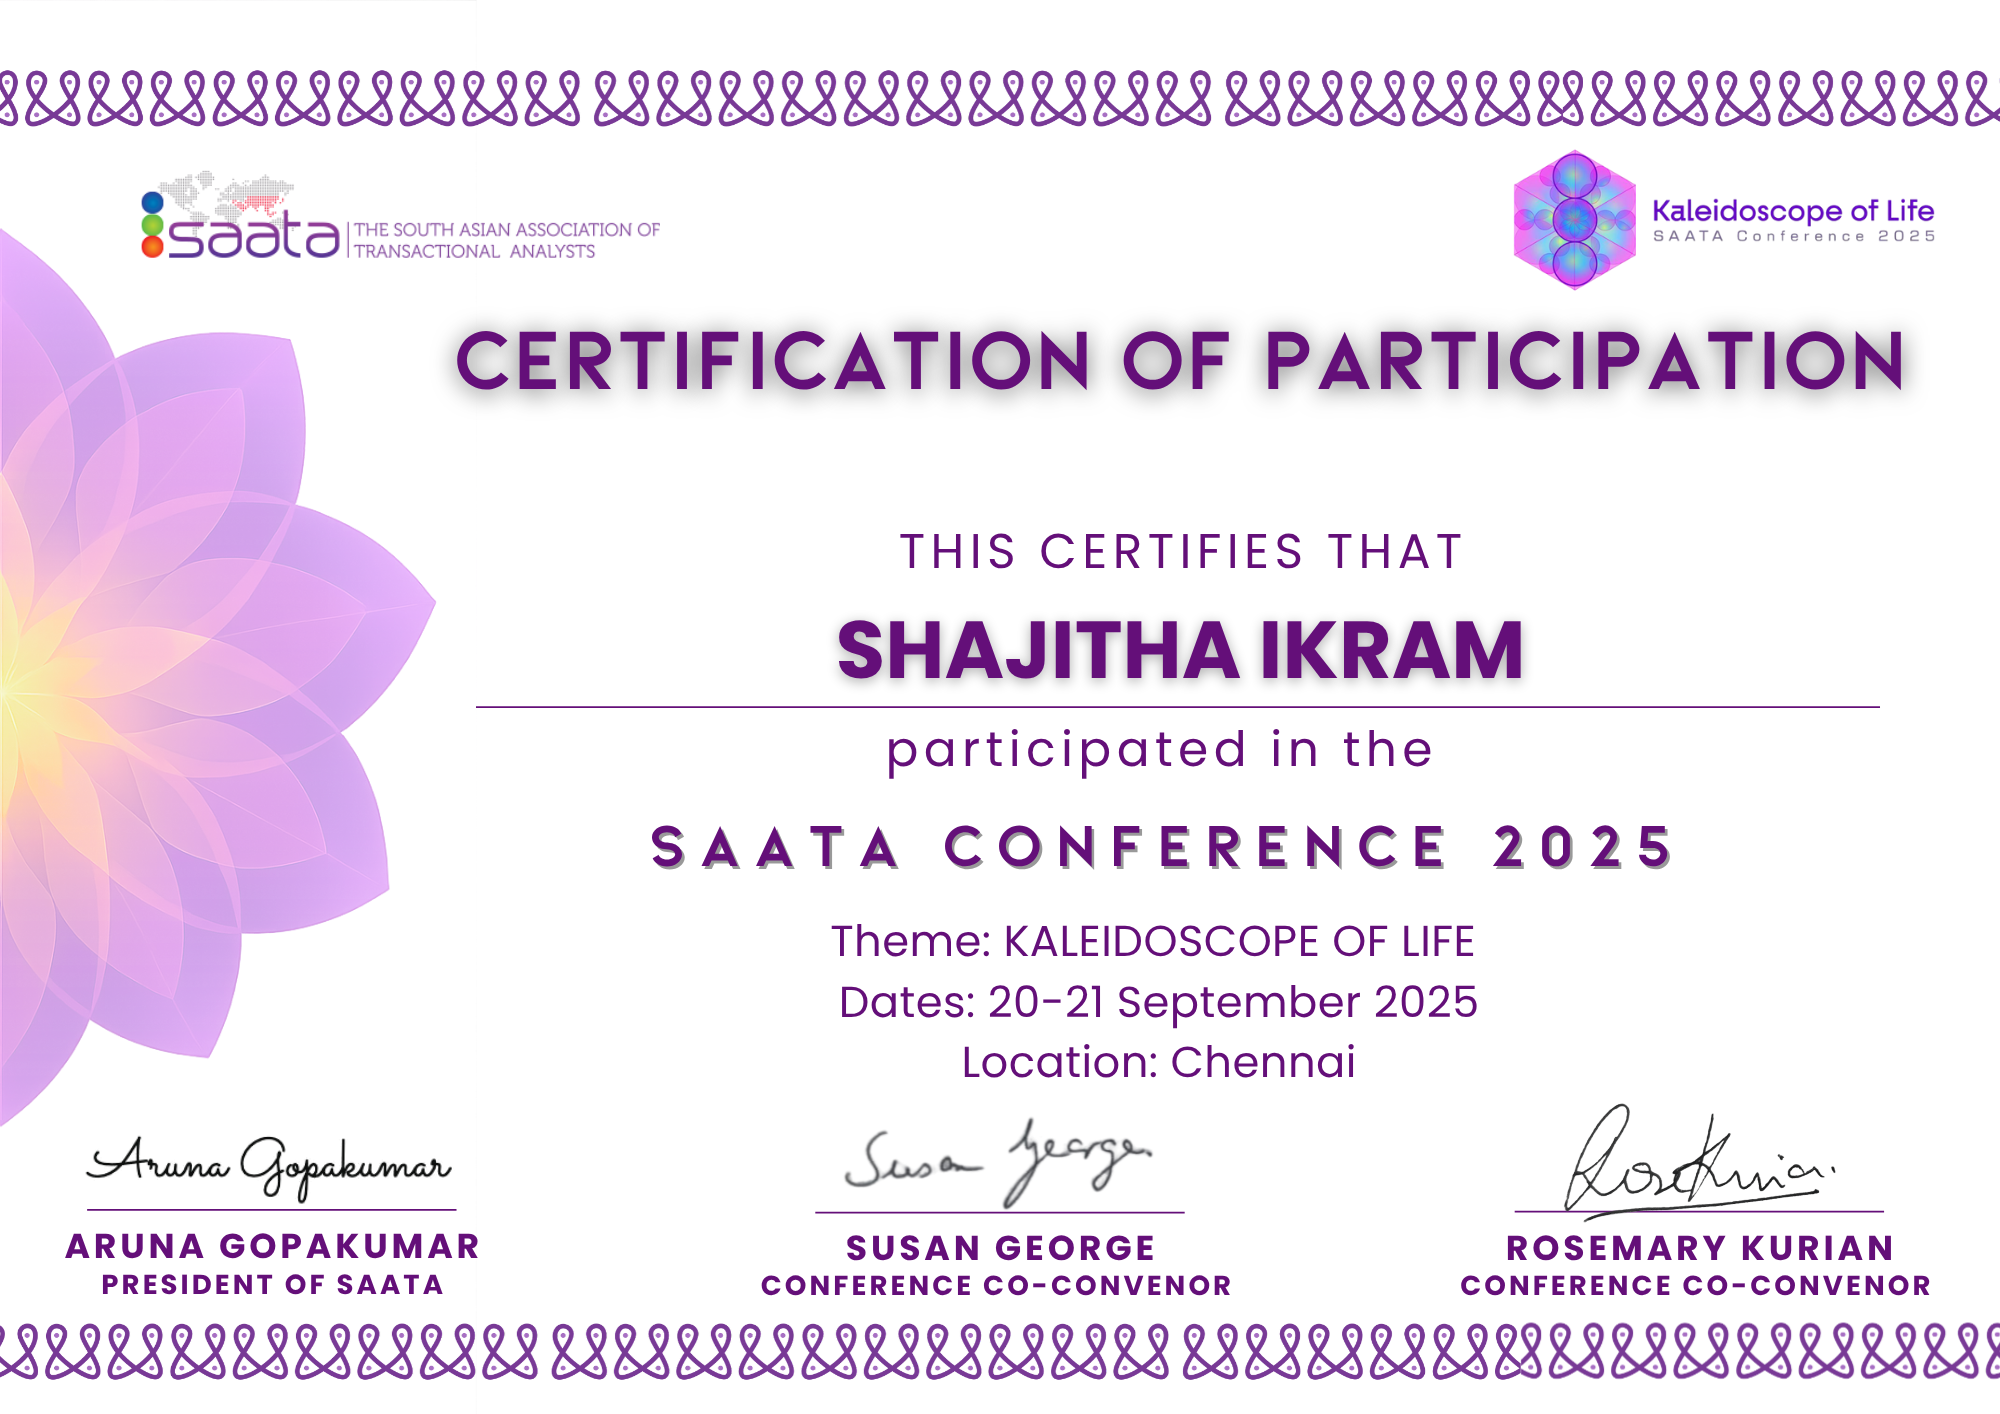 saata
THE SOUTH ASIAN ASSOCIATION OF
TRANSACTIONAL ANALYSTS
Kaleidoscope of Life
SAATA Conference 2025
CERTIFICATION OF PARTICIPATION
THIS CERTIFIES THAT
SHAJITHA IKRAM
participated in the
SAATA CONFERENCE 2025
Theme: KALEIDOSCOPE OF LIFE
Dates: 20-21 September 2025
Location: Chennai
Aruna Gopakumar
ARUNA GOPAKUMAR
PRESIDENT OF SAATA
Susan George
SUSAN GEORGE
CONFERENCE CO-CONVENOR
RoseKurian
ROSEMARY KURIAN
CONFERENCE CO-CONVENOR